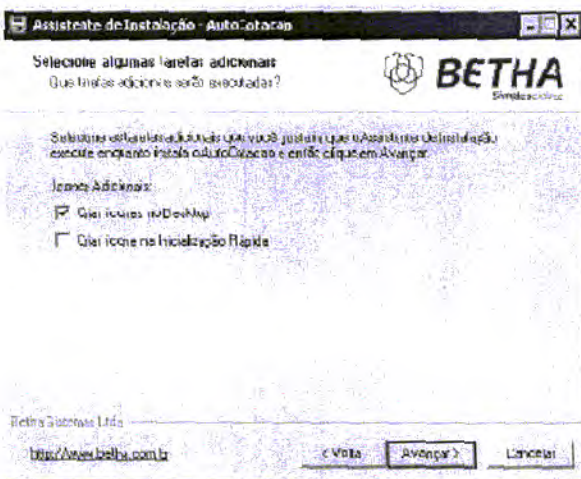 Assistente de Instalação - AutoCotacao
Selecione algumas tarefas adicionais
Que tarefas adicionais serão executadas?
BETHA
Selecione as tarefas adicionais que você gostaria que o Assistente de Instalação
execute enquanto instala o AutoCotacao e então clique em Avançar.
Ícones Adicionais:
Criar ícones no Desktop
Criar ícone na Inicialização Rápida
Betha Sistemas Ltda
http://www.betha.com.br
< Volta
Avançar >
Cancelar